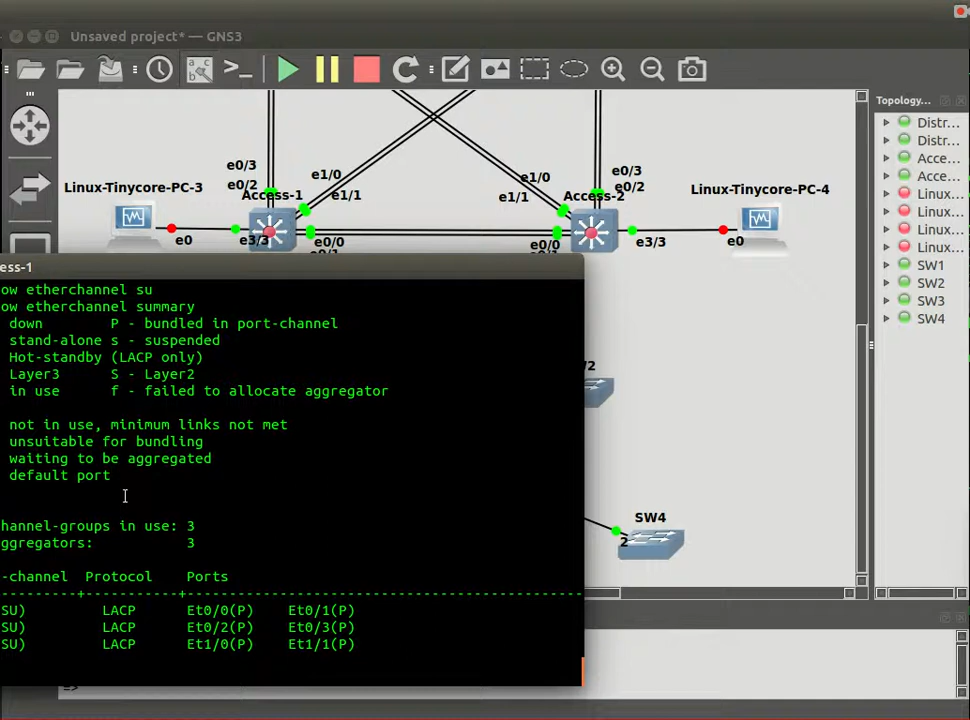 Unsaved project* — GNS3
a c
b
>_
Topology...
Distr...
Distr...
Acce...
Acce...
Linux...
Linux...
Linux...
Linux...
SW1
SW2
SW3
SW4
e0/3
e0/2
Access-1
e1/0
e1/1
e1/0
e1/1
e0/3
e0/2
Access-2
Linux-Tinycore-PC-3
Linux-Tinycore-PC-4
e0
e3/3
e0/0
e0/0
e3/3
e0
SW4
2
ess-1
ow etherchannel su
ow etherchannel summary
down P - bundled in port-channel
stand-alone s - suspended
Hot-standby (LACP only)
Layer3 S - Layer2
in use f - failed to allocate aggregator
not in use, minimum links not met
unsuitable for bundling
waiting to be aggregated
default port
hannel-groups in use: 3
ggregators: 3
-channel Protocol Ports
---------+-----------+-----------------------------------------------
SU) LACP Et0/0(P) Et0/1(P)
SU) LACP Et0/2(P) Et0/3(P)
SU) LACP Et1/0(P) Et1/1(P)
=>